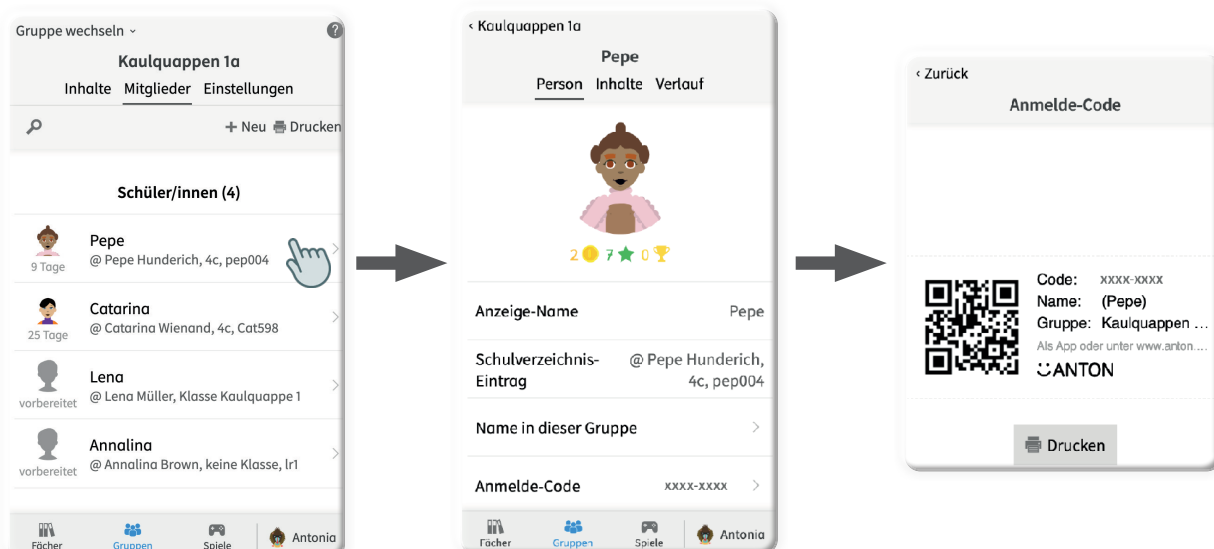 Gruppe wechseln
?
Kaulquappen 1a
Inhalte Mitglieder Einstellungen
+ Neu Drucken
Schüler/innen (4)
Pepe
@ Pepe Hunderich, 4c, pep004
9 Tage
Catarina
@ Catarina Wienand, 4c, Cat598
25 Tage
Lena
@ Lena Müller, Klasse Kaulquappe 1
vorbereitet
Annalina
@ Annalina Brown, keine Klasse, lr1
vorbereitet
Fächer Gruppen Spiele Antonia
‹ Kaulquappen 1a
Pepe
Person Inhalte Verlauf
2 7 0
Anzeige-Name Pepe
Schulverzeichnis- @ Pepe Hunderich,
Eintrag 4c, pep004
Name in dieser Gruppe
Anmelde-Code xxxx-xxxx
Fächer Gruppen Spiele Antonia
‹ Zurück
Anmelde-Code
Code: xxxx-xxxx
Name: (Pepe)
Gruppe: Kaulquappen ...
Als App oder unter www.anton....
ANTON
Drucken